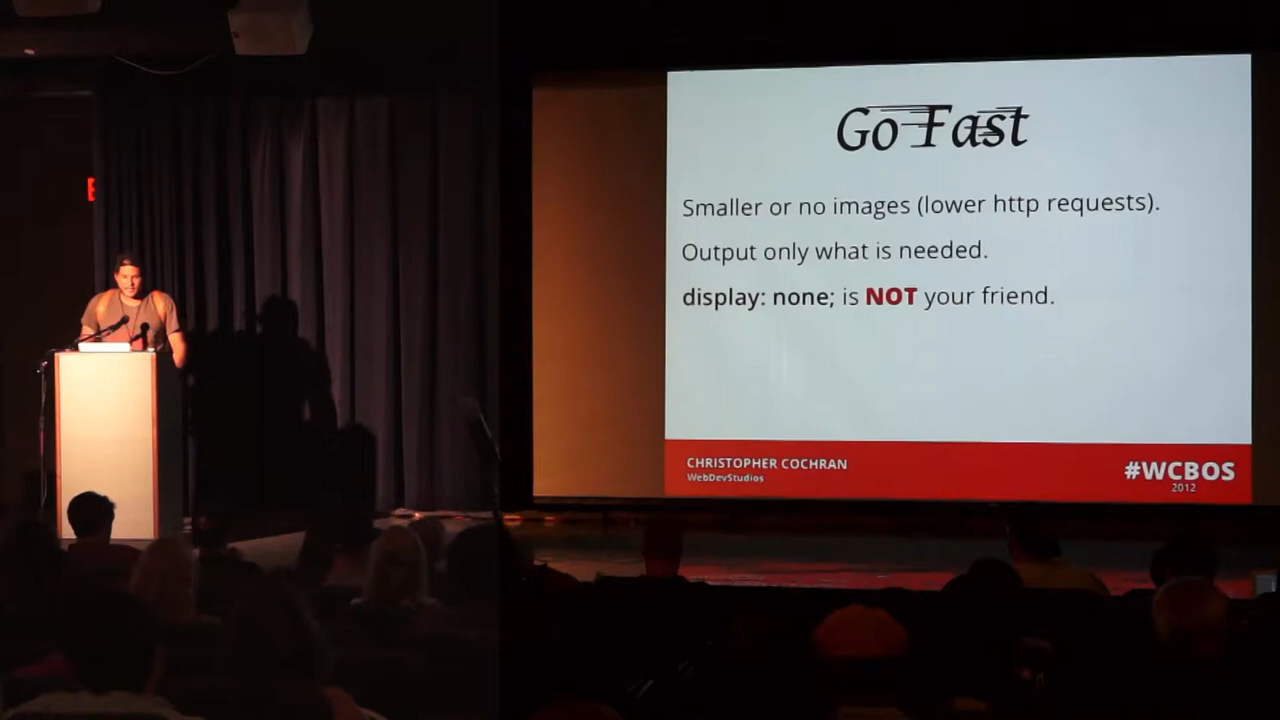 Go Fast
Smaller or no images (lower http requests).
Output only what is needed.
display: none; is NOT your friend.
CHRISTOPHER COCHRAN
WebDevStudios
#WCBOS
2012